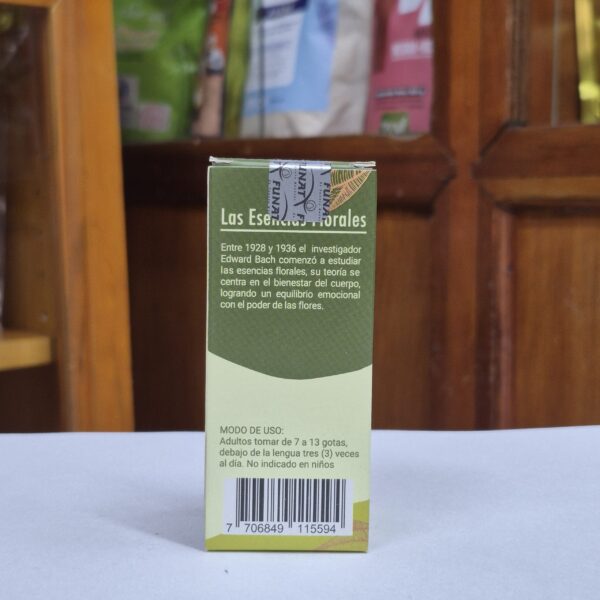 FUNAT
Las Esencias Florales
Entre 1928 y 1936 el investigador
Edward Bach comenzó a estudiar
las esencias florales, su teoría se
centra en el bienestar del cuerpo,
logrando un equilibrio emocional
con el poder de las flores.
MODO DE USO:
Adultos tomar de 7 a 13 gotas,
debajo de la lengua tres (3) veces
al día. No indicado en niños
7 706849 115594